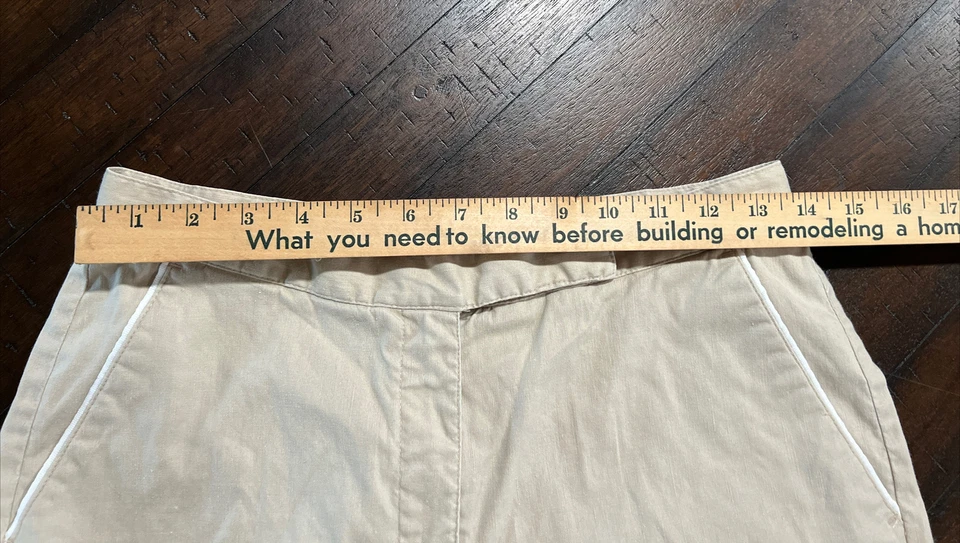 1 2 3 4 5 6 7 8 9 10 11 12 13 14 15 16 17
What you need to know before building or remodeling a hom